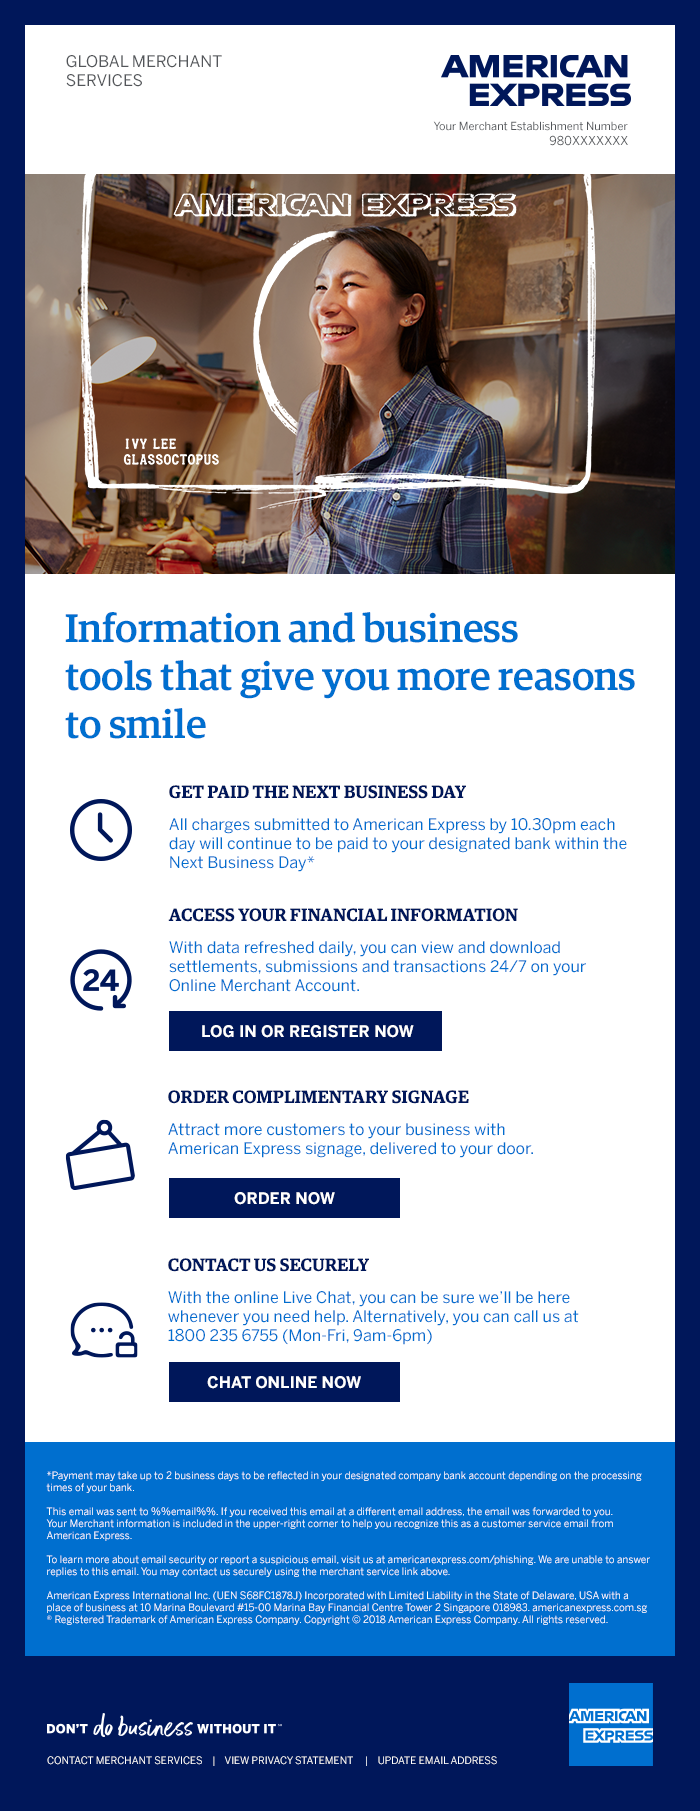 GLOBAL MERCHANT
SERVICES
AMERICAN
EXPRESS
Your Merchant Establishment Number
980XXXXXXX
AMERICAN EXPRESS
IVY LEE
GLASSOCTOPUS
Information and business
tools that give you more reasons
to smile
GET PAID THE NEXT BUSINESS DAY
All charges submitted to American Express by 10.30pm each
day will continue to be paid to your designated bank within the
Next Business Day*
ACCESS YOUR FINANCIAL INFORMATION
24
With data refreshed daily, you can view and download
settlements, submissions and transactions 24/7 on your
Online Merchant Account.
LOG IN OR REGISTER NOW
ORDER COMPLIMENTARY SIGNAGE
Attract more customers to your business with
American Express signage, delivered to your door.
ORDER NOW
CONTACT US SECURELY
With the online Live Chat, you can be sure we'll be here
whenever you need help. Alternatively, you can call us at
1800 235 6755 (Mon-Fri, 9am-6pm)
CHAT ONLINE NOW
*Payment may take up to 2 business days to be reflected in your designated company bank account depending on the processing
times of your bank.
This email was sent to %%email%%. If you received this email at a different email address, the email was forwarded to you.
Your Merchant information is included in the upper-right corner to help you recognize this as a customer service email from
American Express.
To learn more about email security or report a suspicious email, visit us at americanexpress.com/phishing. We are unable to answer
replies to this email. You may contact us securely using the merchant service link above.
American Express International Inc. (UEN S68FC1878J) Incorporated with Limited Liability in the State of Delaware, USA with a
place of business at 10 Marina Boulevard #15-00 Marina Bay Financial Centre Tower 2 Singapore 018983. americanexpress.com.sg
® Registered Trademark of American Express Company. Copyright © 2018 American Express Company. All rights reserved.
DON'T do business WITHOUT IT™
AMERICAN
EXPRESS
CONTACT MERCHANT SERVICES | VIEW PRIVACY STATEMENT | UPDATE EMAIL ADDRESS